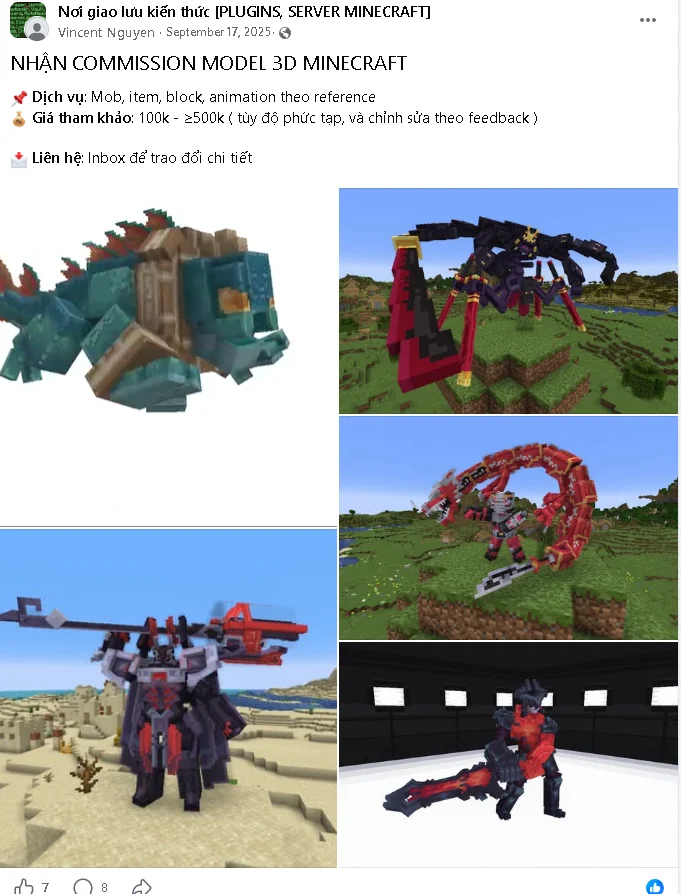 Nơi giao lưu kiến thức [PLUGINS, SERVER MINECRAFT]
Vincent Nguyen · September 17, 2025 ·
NHẬN COMMISSION MODEL 3D MINECRAFT
📌 Dịch vụ: Mob, item, block, animation theo reference
💰 Giá tham khảo: 100k - ≥500k ( tùy độ phức tạp, và chỉnh sửa theo feedback )
📩 Liên hệ: Inbox để trao đổi chi tiết
7 8